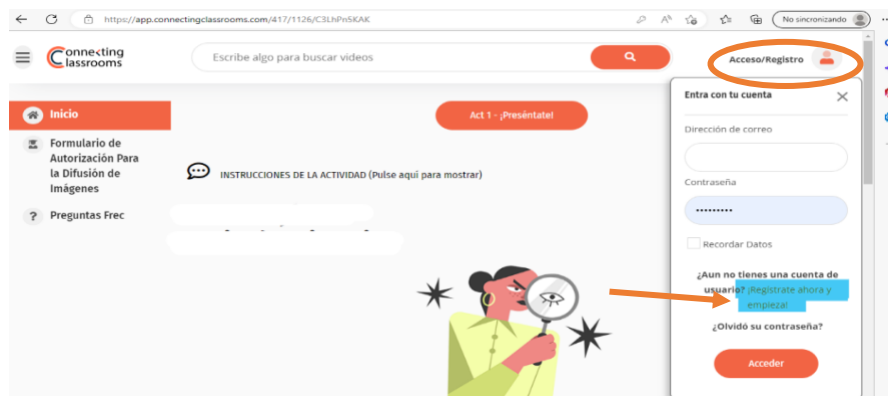 https://app.connectingclassrooms.com/417/1126/C3LhPn5KAK
No sincronizando
Connecting
Classrooms
Escribe algo para buscar videos
Acceso/Registro
Inicio
Formulario de
Autorización Para
la Difusión de
Imágenes
? Preguntas Frec
Act 1 - ¡Preséntate!
INSTRUCCIONES DE LA ACTIVIDAD (Pulse aquí para mostrar)
Entra con tu cuenta
Dirección de correo
Contraseña
•••••••••
Recordar Datos
¿Aun no tienes una cuenta de
usuario? ¡Regístrate ahora y
empieza!
¿Olvidó su contraseña?
Acceder